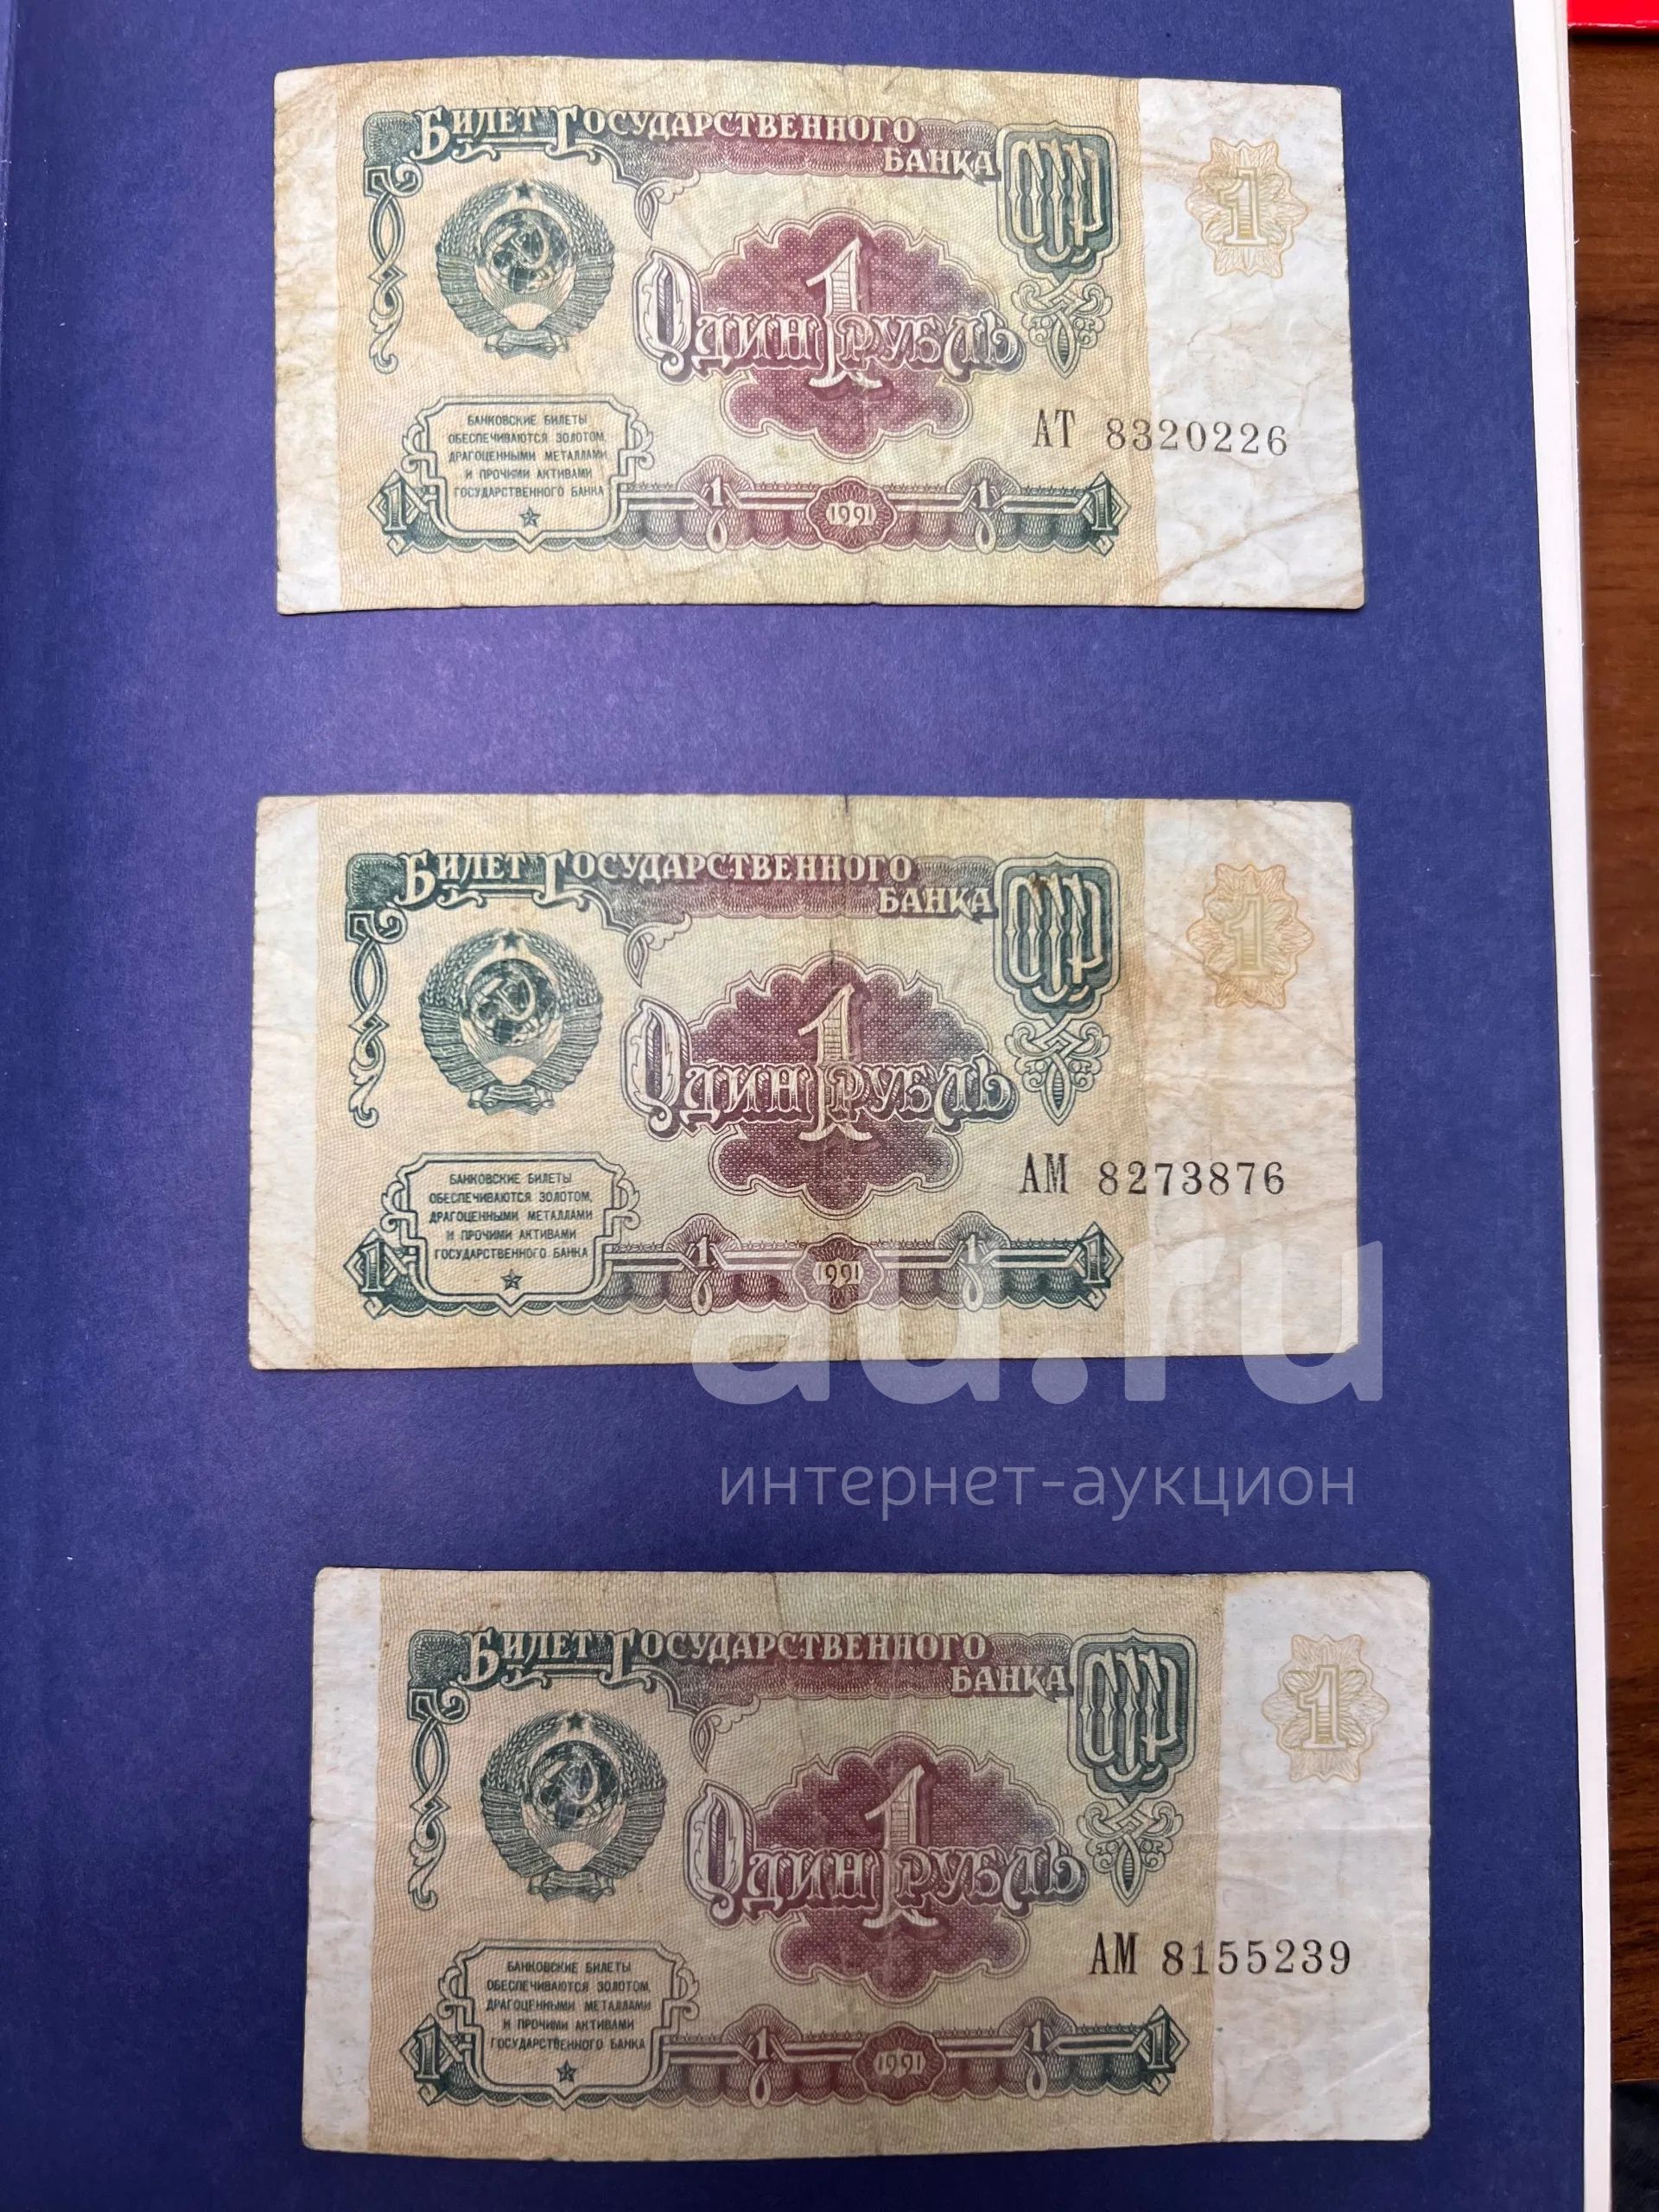 Билет Государственного
Банка
СССР
1
Один рубль
1
АТ 8320226
Банковские билеты
обеспечиваются золотом,
драгоценными металлами
и прочими активами
Государственного банка
1 1 1991 1 1
Билет Государственного
Банка
СССР
1
Один рубль
1
АМ 8273876
Банковские билеты
обеспечиваются золотом,
драгоценными металлами
и прочими активами
Государственного банка
1 1 1991 1 1
au.ru
интернет-аукцион
Билет Государственного
Банка
СССР
1
Один рубль
1
АМ 8155239
Банковские билеты
обеспечиваются золотом,
драгоценными металлами
и прочими активами
Государственного банка
1 1 1991 1 1